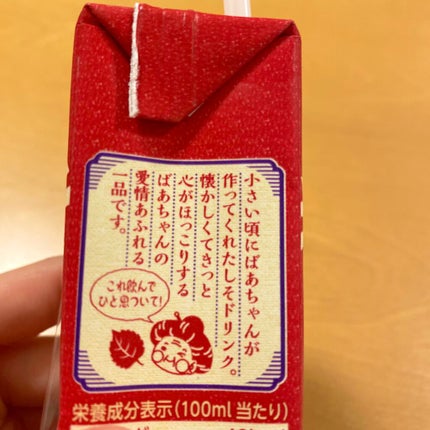 小さい頃にばあちゃんが
作ってくれたしそドリンク。
懐かしくてきっと
心がほっこりする
ばあちゃんの
愛情あふれる
一品です。
これ飲んで
ひと息ついて!
栄養成分表示(100ml当たり)